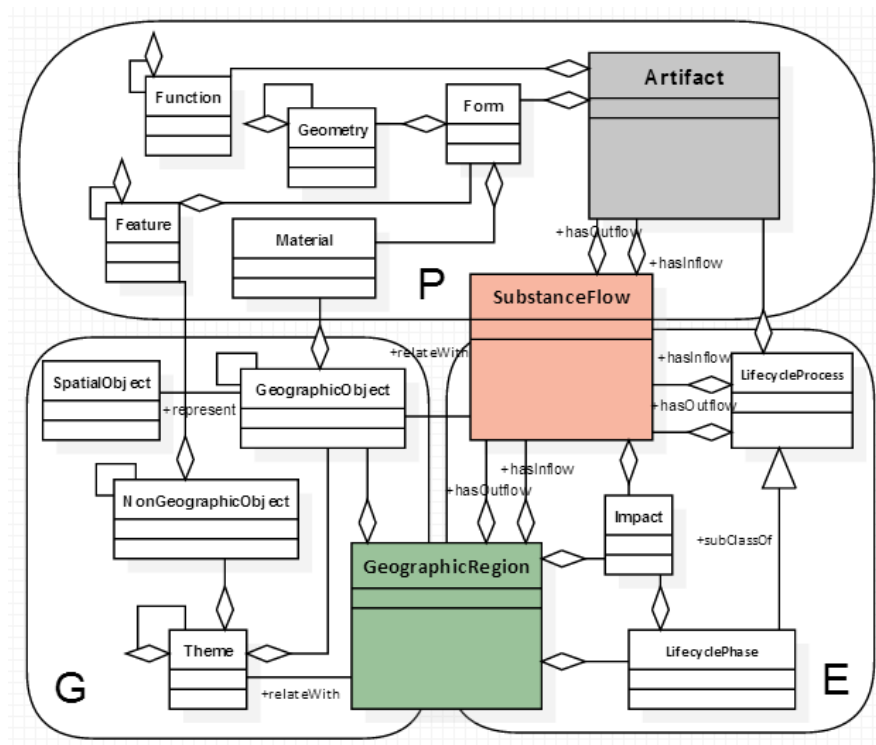 Artifact
Function
Form
Geometry
Feature
Material
+hasOutflow
+hasInflow
P
SubstanceFlow
+relateWith
+hasInflow
LifecycleProcess
SpatialObject
GeographicObject
+represent
+hasOutflow
+hasInflow
+hasOutflow
NonGeographicObject
Impact
+subClassOf
GeographicRegion
Theme
LifecyclePhase
G
+relateWith
E